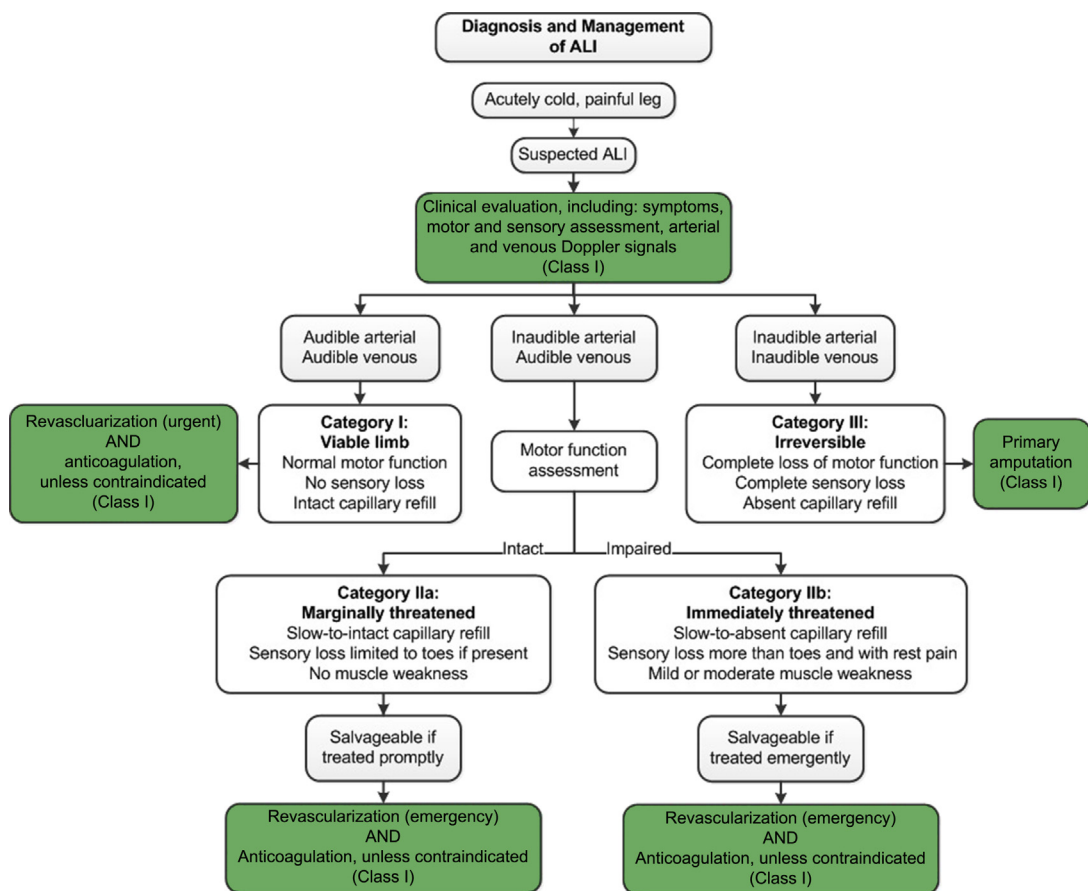 Diagnosis and Management
of ALI
Acutely cold, painful leg
Suspected ALI
Clinical evaluation, including: symptoms,
motor and sensory assessment, arterial
and venous Doppler signals
(Class I)
Audible arterial
Audible venous
Inaudible arterial
Audible venous
Inaudible arterial
Inaudible venous
Revascluarization (urgent)
AND
anticoagulation,
unless contraindicated
(Class I)
Category I:
Viable limb
Normal motor function
No sensory loss
Intact capillary refill
Motor function
assessment
Category III:
Irreversible
Complete loss of motor function
Complete sensory loss
Absent capillary refill
Primary
amputation
(Class I)
Intact
Impaired
Category IIa:
Marginally threatened
Slow-to-intact capillary refill
Sensory loss limited to toes if present
No muscle weakness
Category IIb:
Immediately threatened
Slow-to-absent capillary refill
Sensory loss more than toes and with rest pain
Mild or moderate muscle weakness
Salvageable if
treated promptly
Salvageable if
treated emergently
Revascularization (emergency)
AND
Anticoagulation, unless contraindicated
(Class I)
Revascularization (emergency)
AND
Anticoagulation, unless contraindicated
(Class I)